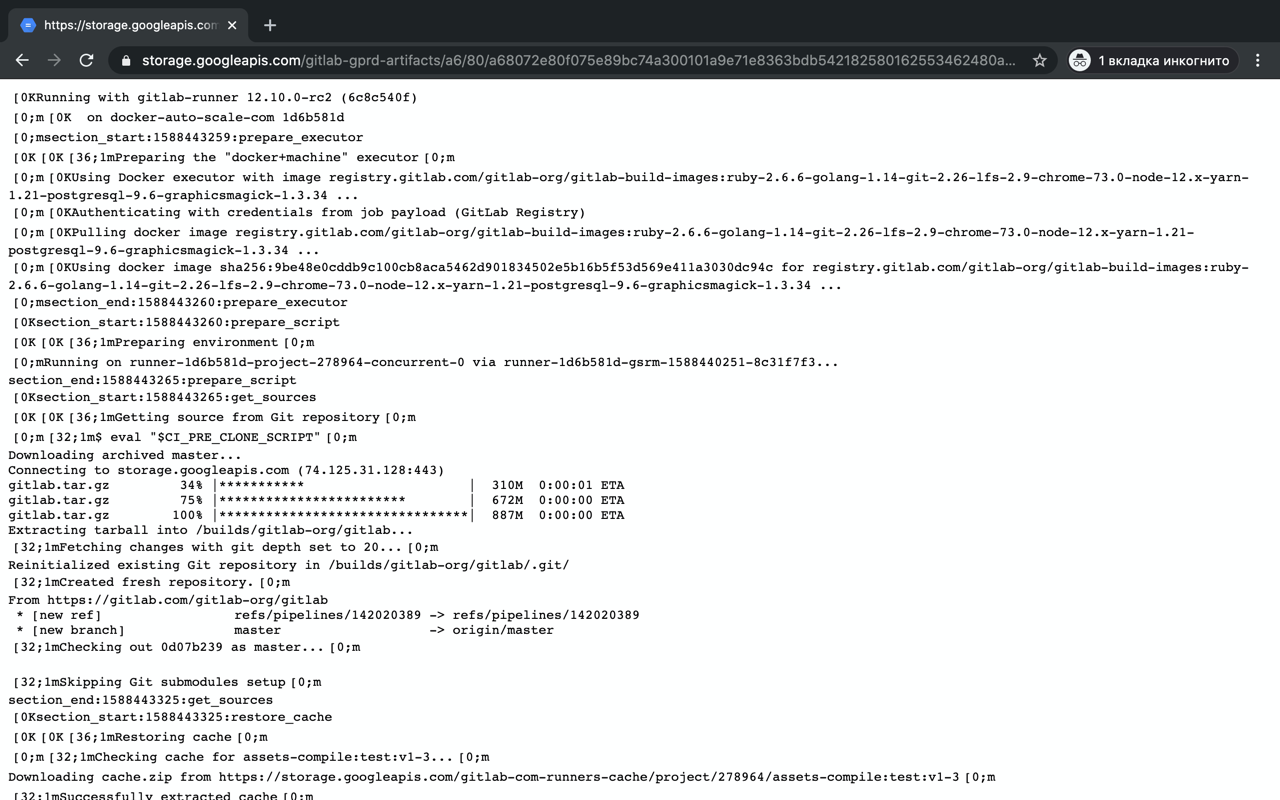 https://storage.googleapis.com
storage.googleapis.com/gitlab-gprd-artifacts/a6/80/a68072e80f075e89bc74a300101a9e71e8363bdb542182580162553462480a...
1 вкладка инкогнито
[0KRunning with gitlab-runner 12.10.0-rc2 (6c8c540f)
[0;m[0K  on docker-auto-scale-com 1d6b581d
[0;msection_start:1588443259:prepare_executor
[0K[0K[36;1mPreparing the "docker+machine" executor[0;m
[0;m[0KUsing Docker executor with image registry.gitlab.com/gitlab-org/gitlab-build-images:ruby-2.6.6-golang-1.14-git-2.26-lfs-2.9-chrome-73.0-node-12.x-yarn-
1.21-postgresql-9.6-graphicsmagick-1.3.34 ...
[0;m[0KAuthenticating with credentials from job payload (GitLab Registry)
[0;m[0KPulling docker image registry.gitlab.com/gitlab-org/gitlab-build-images:ruby-2.6.6-golang-1.14-git-2.26-lfs-2.9-chrome-73.0-node-12.x-yarn-1.21-
postgresql-9.6-graphicsmagick-1.3.34 ...
[0;m[0KUsing docker image sha256:9be48e0cddb9c100cb8aca5462d901834502e5b16b5f53d569e411a3030dc94c for registry.gitlab.com/gitlab-org/gitlab-build-images:ruby-
2.6.6-golang-1.14-git-2.26-lfs-2.9-chrome-73.0-node-12.x-yarn-1.21-postgresql-9.6-graphicsmagick-1.3.34 ...
[0;msection_end:1588443260:prepare_executor
[0Ksection_start:1588443260:prepare_script
[0K[0K[36;1mPreparing environment[0;m
[0;mRunning on runner-1d6b581d-project-278964-concurrent-0 via runner-1d6b581d-gsrm-1588440251-8c31f7f3...
section_end:1588443265:prepare_script
[0Ksection_start:1588443265:get_sources
[0K[0K[36;1mGetting source from Git repository[0;m
[0;m[32;1m$ eval "$CI_PRE_CLONE_SCRIPT"[0;m
Downloading archived master...
Connecting to storage.googleapis.com (74.125.31.128:443)
gitlab.tar.gz         34% |***********                     |   310M  0:00:01 ETA
gitlab.tar.gz         75% |************************        |   672M  0:00:00 ETA
gitlab.tar.gz        100% |********************************|   887M  0:00:00 ETA
Extracting tarball into /builds/gitlab-org/gitlab...
[32;1mFetching changes with git depth set to 20...[0;m
Reinitialized existing Git repository in /builds/gitlab-org/gitlab/.git/
[32;1mCreated fresh repository.[0;m
From https://gitlab.com/gitlab-org/gitlab
 * [new ref]                 refs/pipelines/142020389 -> refs/pipelines/142020389
 * [new branch]              master                   -> origin/master
[32;1mChecking out 0d07b239 as master...[0;m
[32;1mSkipping Git submodules setup[0;m
section_end:1588443325:get_sources
[0Ksection_start:1588443325:restore_cache
[0K[0K[36;1mRestoring cache[0;m
[0;m[32;1mChecking cache for assets-compile:test:v1-3...[0;m
Downloading cache.zip from https://storage.googleapis.com/gitlab-com-runners-cache/project/278964/assets-compile:test:v1-3[0;m
[32;1mSuccessfully extracted cache[0;m